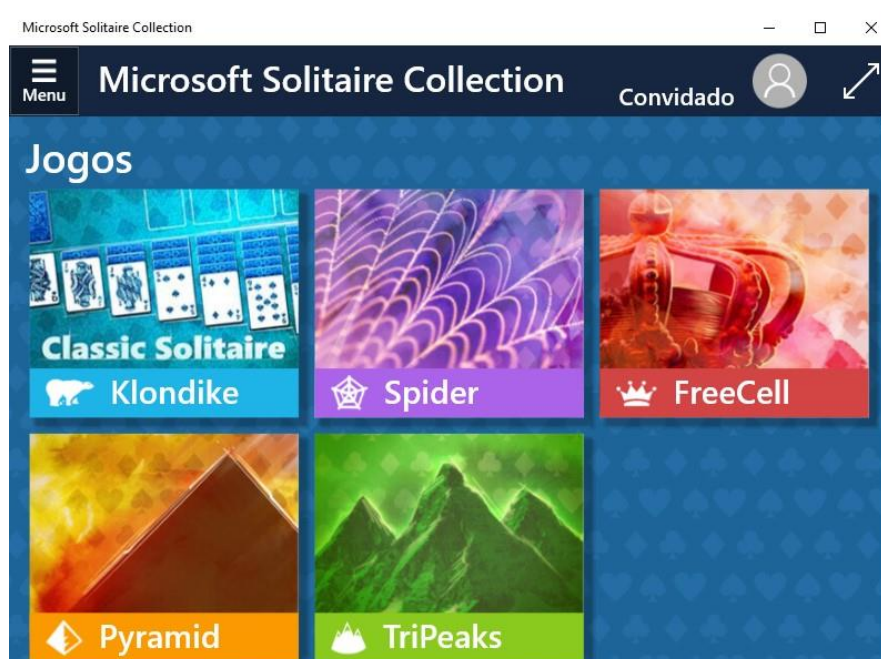 Microsoft Solitaire Collection
Menu
Microsoft Solitaire Collection
Convidado
Jogos
Classic Solitaire
Klondike
Spider
FreeCell
Pyramid
TriPeaks